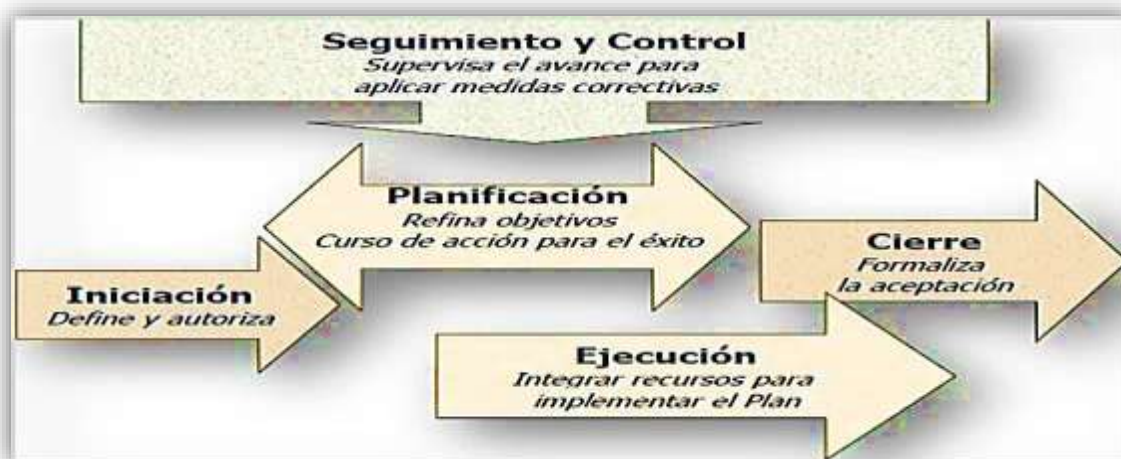 Seguimiento y Control
Supervisa el avance para
aplicar medidas correctivas
Planificación
Refina objetivos
Curso de acción para el éxito
Cierre
Formaliza
la aceptación
Iniciación
Define y autoriza
Ejecución
Integrar recursos para
implementar el Plan